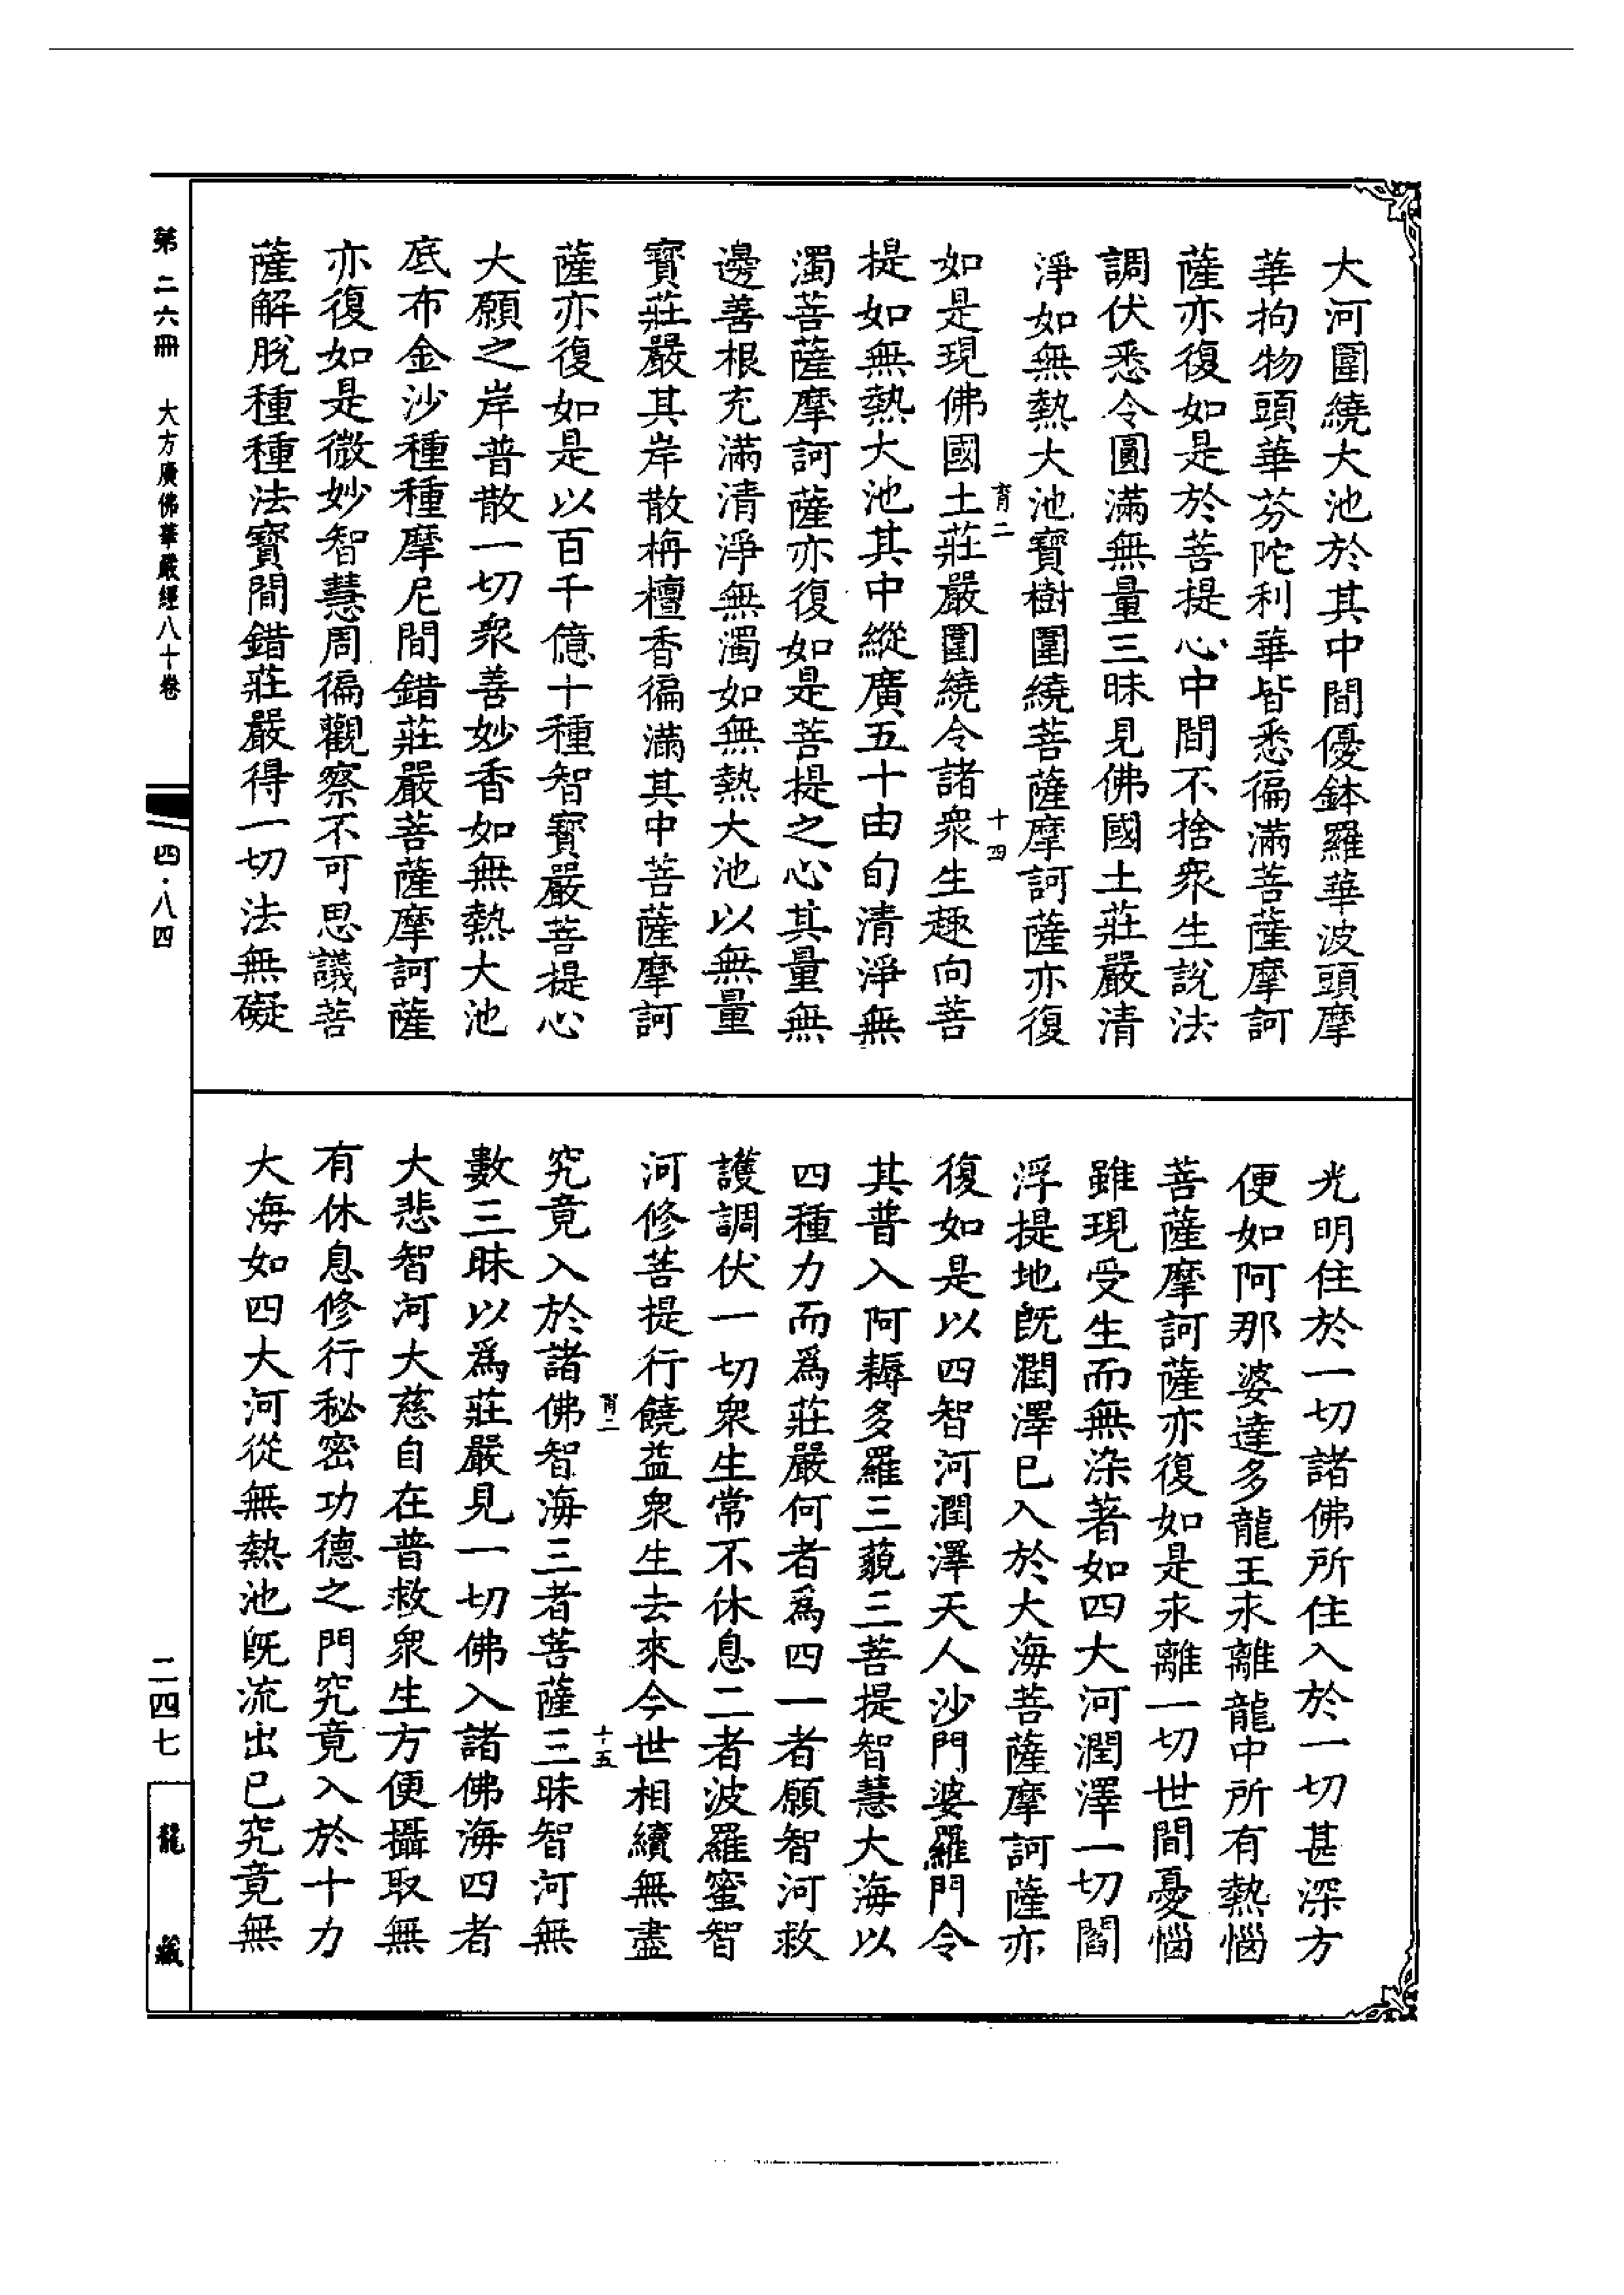 大河圍繞大池於其中間優鉢羅華波頭摩
華拘物頭華芬陀利華皆悉徧滿菩薩摩訶
薩亦復如是於菩提心中間不捨衆生說法
調伏悉令圓滿無量三昧見佛國土莊嚴清
淨如無熱大池寶樹圍繞菩薩摩訶薩亦復
育二
十四
如是現佛國土莊嚴圍繞令諸衆生趣向菩
提如無熱大池其中縱廣五十由旬清淨無
濁菩薩摩訶薩亦復如是菩提之心其量無
邊善根充滿清淨無濁如無熱大池以無量
寶莊嚴其岸散栴檀香徧滿其中菩薩摩訶
薩亦復如是以百千億十種智寶嚴菩提心
大願之岸普散一切衆善妙香如無熱大池
底布金沙種種摩尼間錯莊嚴菩薩摩訶薩
亦復如是微妙智慧周徧觀察不可思議菩
薩解脫種種法寶間錯莊嚴得一切法無礙
光明住於一切諸佛所住入於一切甚深方
便如阿那婆達多龍王永離龍中所有熱惱
菩薩摩訶薩亦復如是永離一切世間憂惱
雖現受生而無染著如四大河潤澤一切閻
浮提地旣潤澤已入於大海菩薩摩訶薩亦
復如是以四智河潤澤天人沙門婆羅門令
其普入阿耨多羅三藐三菩提智慧大海以
四種力而爲莊嚴何者爲四一者願智河救
護調伏一切衆生常不休息二者波羅蜜智
河修菩提行饒益衆生去來今世相續無盡
育二
十五
究竟入於諸佛智海三者菩薩三昧智河無
數三昧以爲莊嚴見一切佛入諸佛海四者
大悲智河大慈自在普救衆生方便攝取無
有休息修行秘密功德之門究竟入於十力
大海如四大河從無熱池旣流出已究竟無
第二六冊 大方廣佛華嚴經八十卷
四·八四
二四七
龍藏